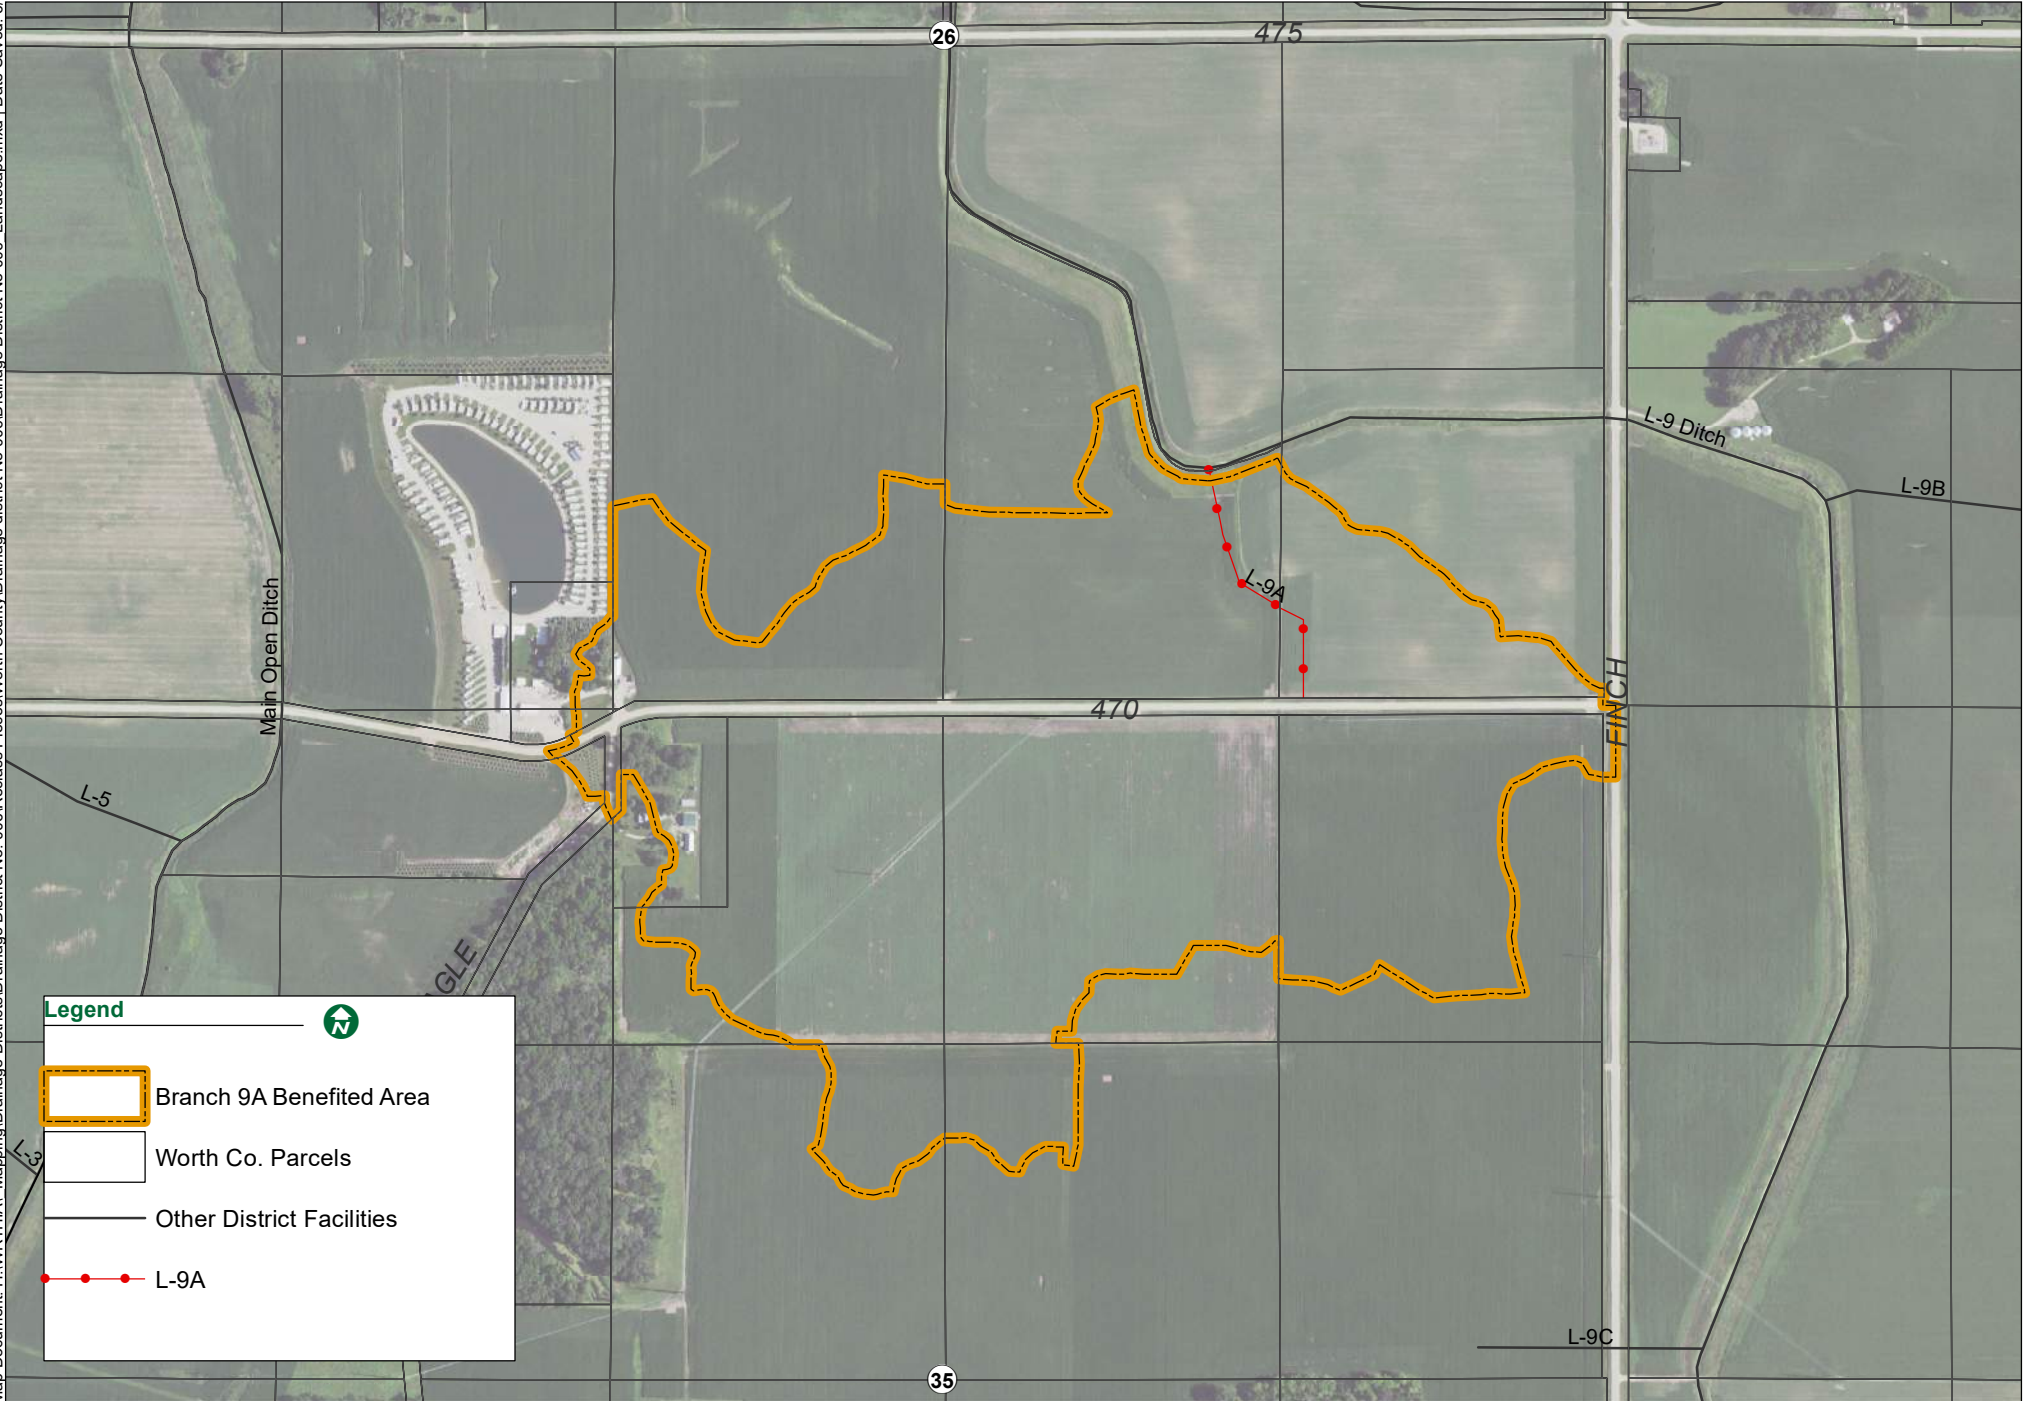 26
475
L-9 Ditch
L-9B
L-9A
Main Open Ditch
FINCH
470
L-5
AGLE
L-3
L-9C
35
Legend
N
Branch 9A Benefited Area
Worth Co. Parcels
Other District Facilities
L-9A